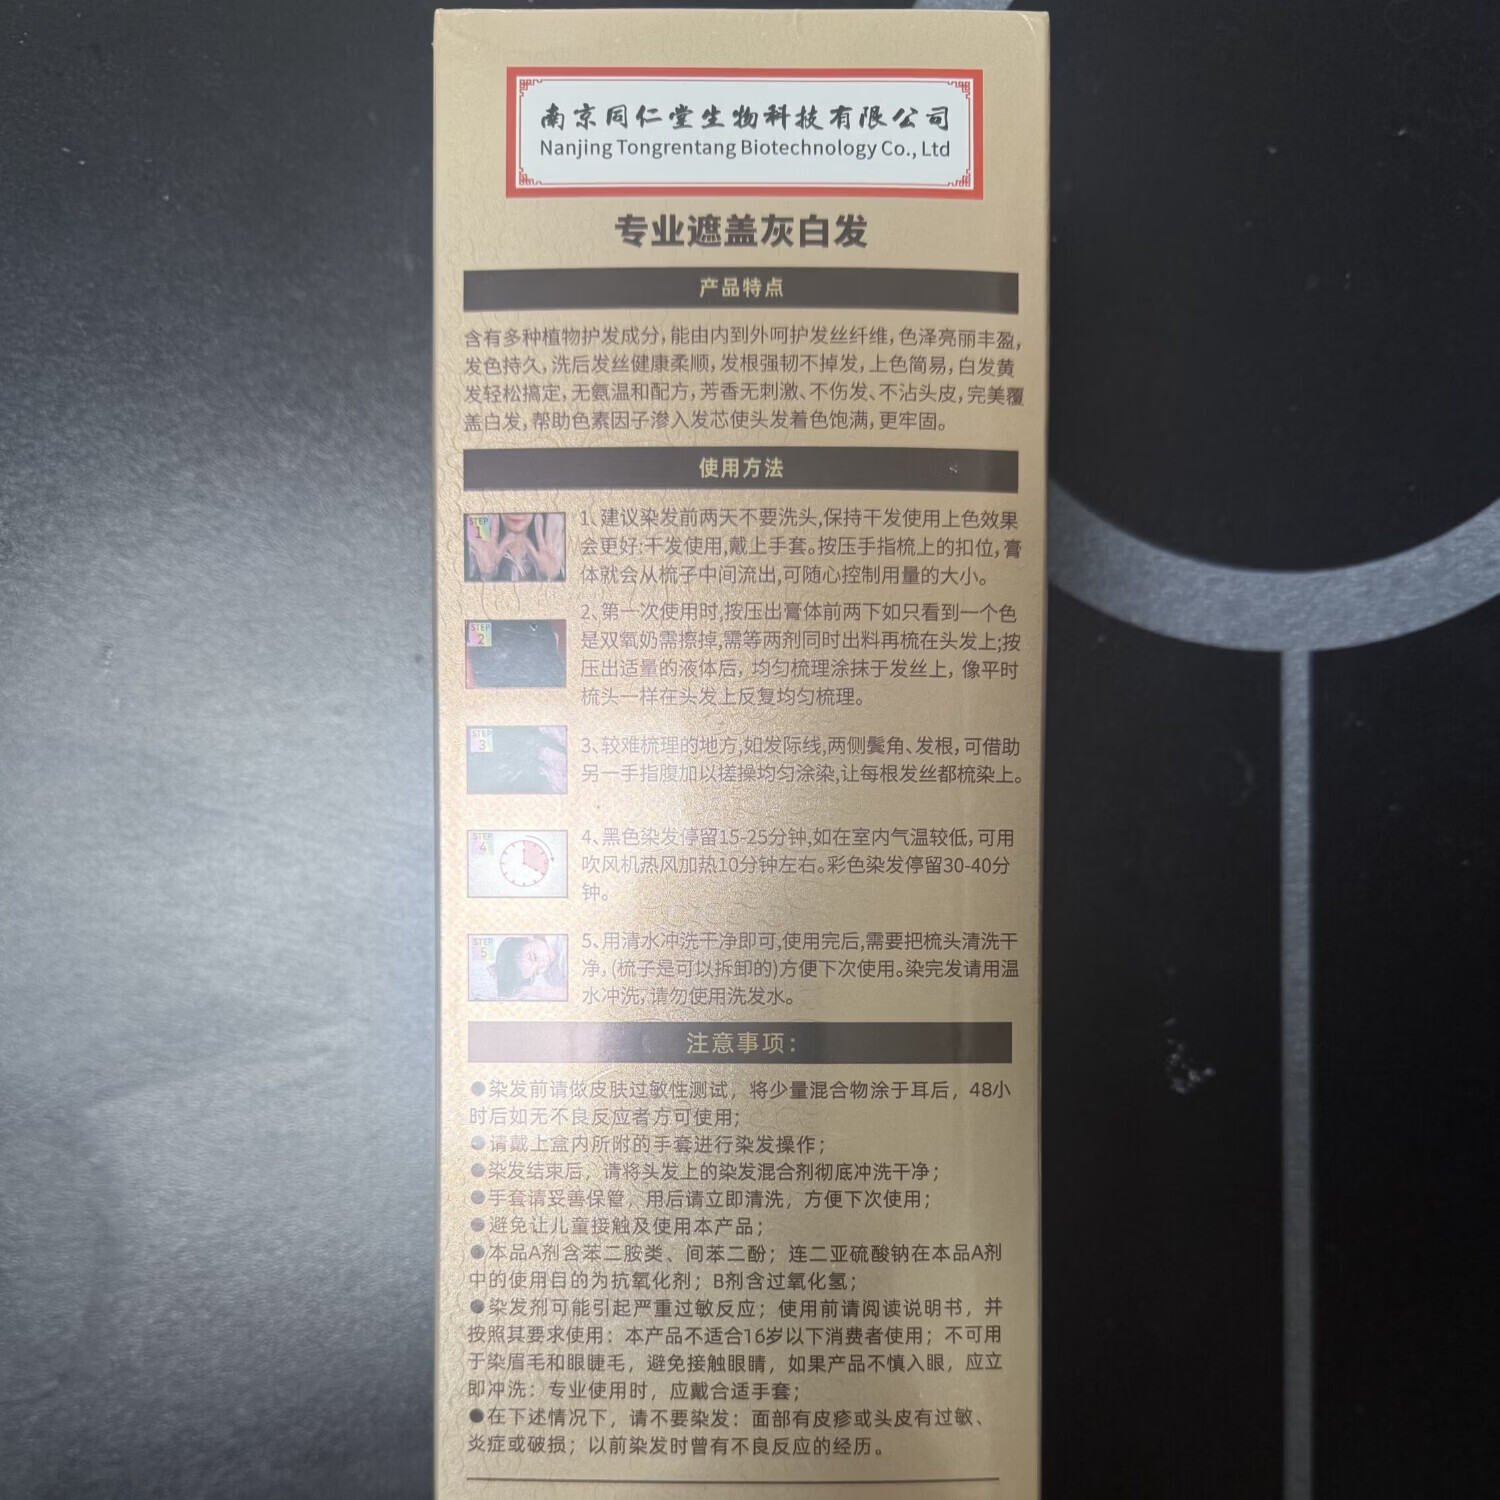 南京同仁堂生物科技有限公司
Nanjing Tongrentang Biotechnology Co., Ltd
专业遮盖灰白发
产品特点
含有多种植物护发成分,能由内到外呵护发丝纤维,色泽亮丽丰盈,
发色持久,洗后发丝健康柔顺,发根强韧不掉发,上色简易,白发黄
发轻松搞定,无氨温和配方,芳香无刺激、不伤发、不沾头皮,完美覆
盖白发,帮助色素因子渗入发芯使头发着色饱满,更牢固。
使用方法
STEP
1
1、建议染发前两天不要洗头,保持干发使用上色效果
会更好:干发使用,戴上手套。按压手指梳上的扣位,膏
体就会从梳子中间流出,可随心控制用量的大小。
STEP
2
2、第一次使用时,按压出膏体前两下如只看到一个色
是双氧奶需擦掉,需等两剂同时出料再梳在头发上;按
压出适量的液体后，均匀梳理涂抹于发丝上，像平时
梳头一样在头发上反复均匀梳理。
STEP
3
3、较难梳理的地方,如发际线,两侧鬓角、发根,可借助
另一手指腹加以搓操均匀涂染,让每根发丝都梳染上。
STEP
4
4、黑色染发停留15-25分钟,如在室内气温较低,可用
吹风机热风加热10分钟左右。彩色染发停留30-40分
钟。
STEP
5
5、用清水冲洗干净即可,使用完后,需要把梳头清洗干
净,(梳子是可以拆卸的)方便下次使用。染完发请用温
水冲洗,请勿使用洗发水。
注意事项：
●染发前请做皮肤过敏性测试，将少量混合物涂于耳后，48小
时后如无不良反应者方可使用；
●请戴上盒内所附的手套进行染发操作；
●染发结束后，请将头发上的染发混合剂彻底冲洗干净；
●手套请妥善保管，用后请立即清洗，方便下次使用；
●避免让儿童接触及使用本产品；
●本品A剂含苯二胺类、间苯二酚；连二亚硫酸钠在本品A剂
中的使用目的为抗氧化剂；B剂含过氧化氢；
●染发剂可能引起严重过敏反应；使用前请阅读说明书，并
按照其要求使用：本产品不适合16岁以下消费者使用；不可用
于染眉毛和眼睫毛，避免接触眼睛，如果产品不慎入眼，应立
即冲洗：专业使用时，应戴合适手套；
●在下述情况下，请不要染发：面部有皮疹或头皮有过敏、
炎症或破损；以前染发时曾有不良反应的经历。